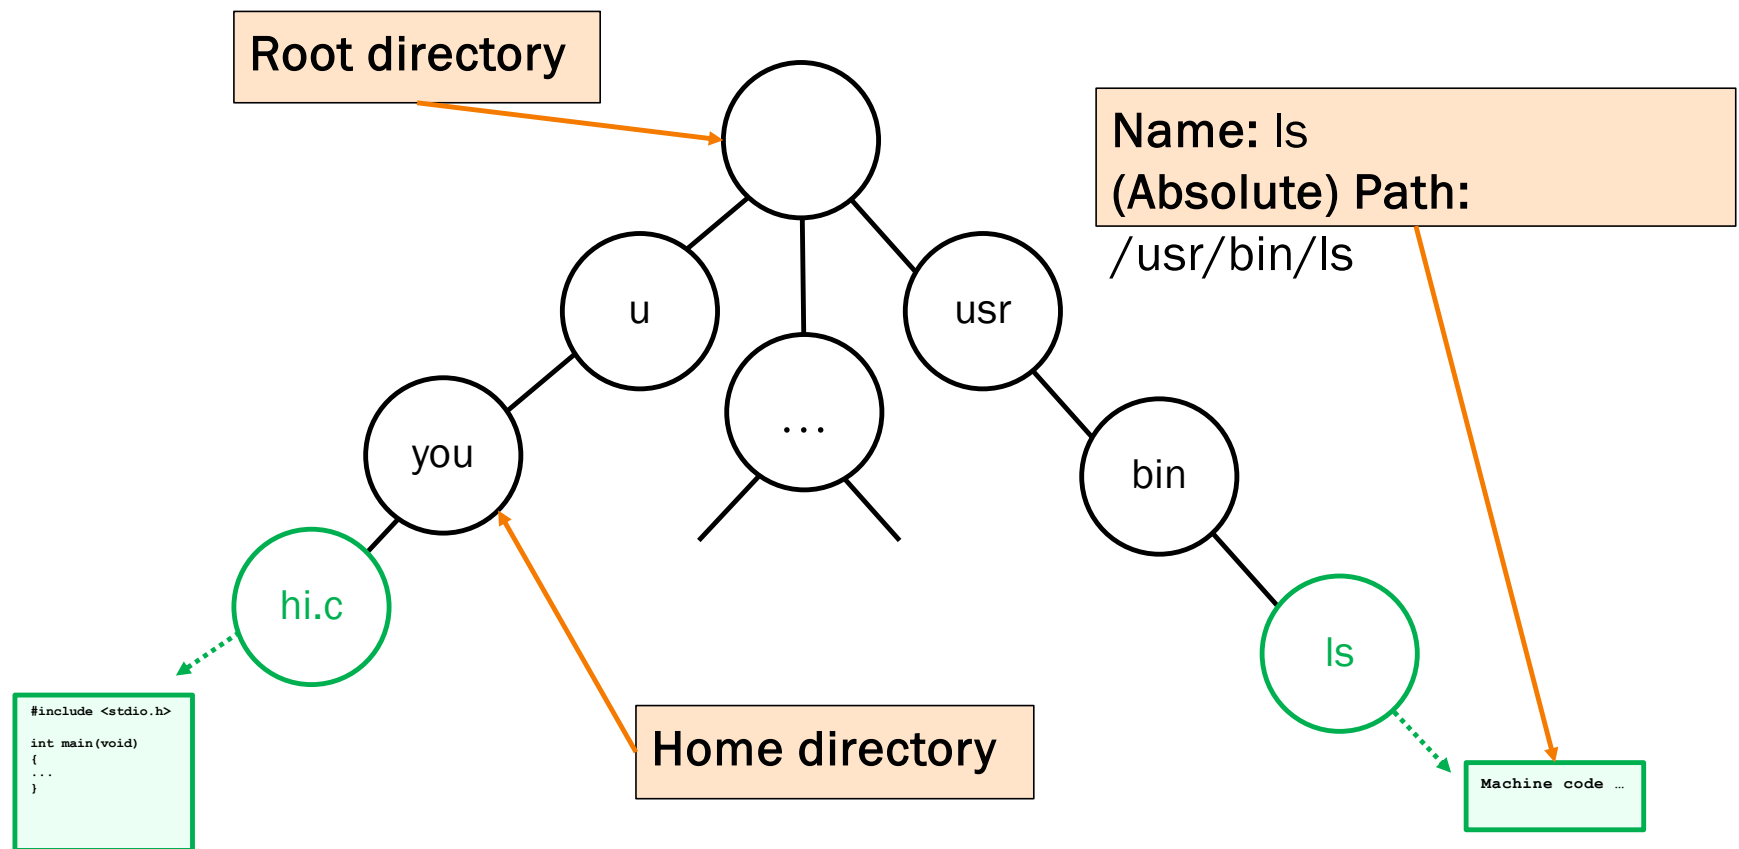 Root directory
Name: ls
(Absolute) Path:
/usr/bin/ls
u
usr
...
you
bin
hi.c
ls
#include <stdio.h>
int main(void)
{
...
}
Home directory
Machine code …